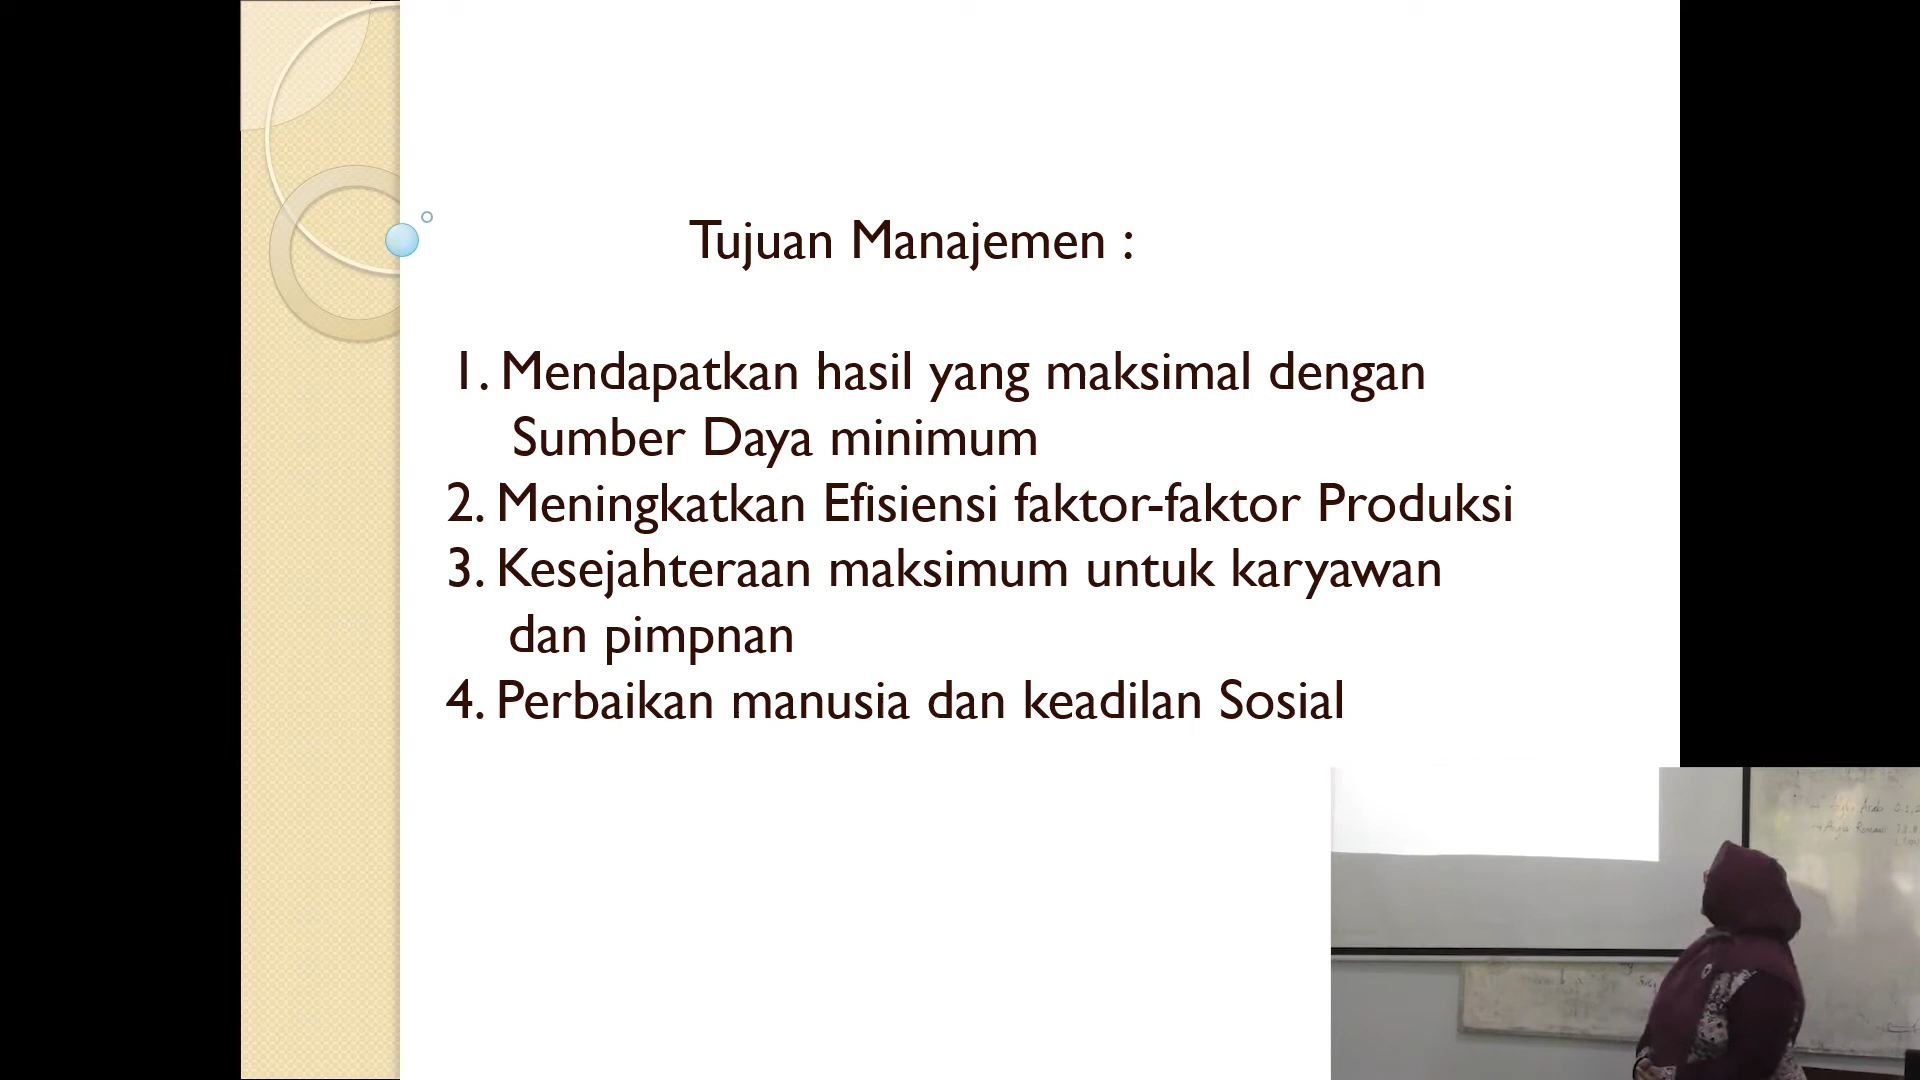 Tujuan Manajemen :
1. Mendapatkan hasil yang maksimal dengan
Sumber Daya minimum
2. Meningkatkan Efisiensi faktor-faktor Produksi
3. Kesejahteraan maksimum untuk karyawan
dan pimpnan
4. Perbaikan manusia dan keadilan Sosial